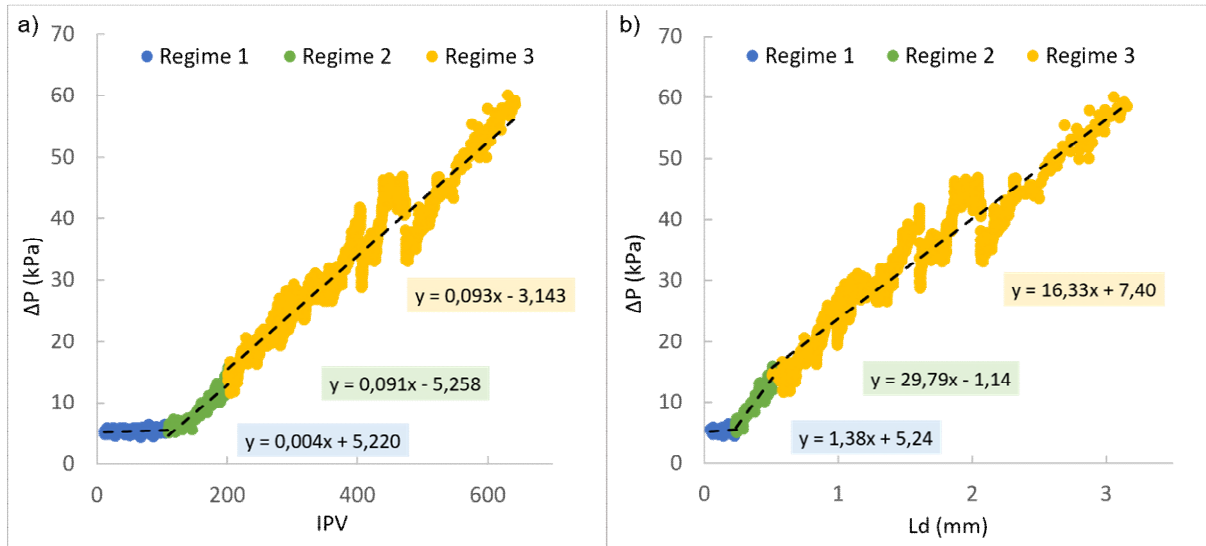 a)
70
Regime 1 Regime 2 Regime 3
60
50
40
30
20
10
0
ΔP (kPa)
y = 0,093x - 3,143
y = 0,091x - 5,258
y = 0,004x + 5,220
0 200 400 600
IPV
b)
70
Regime 1 Regime 2 Regime 3
60
50
40
30
20
10
0
ΔP (kPa)
y = 16,33x + 7,40
y = 29,79x - 1,14
y = 1,38x + 5,24
0 1 2 3
Ld (mm)